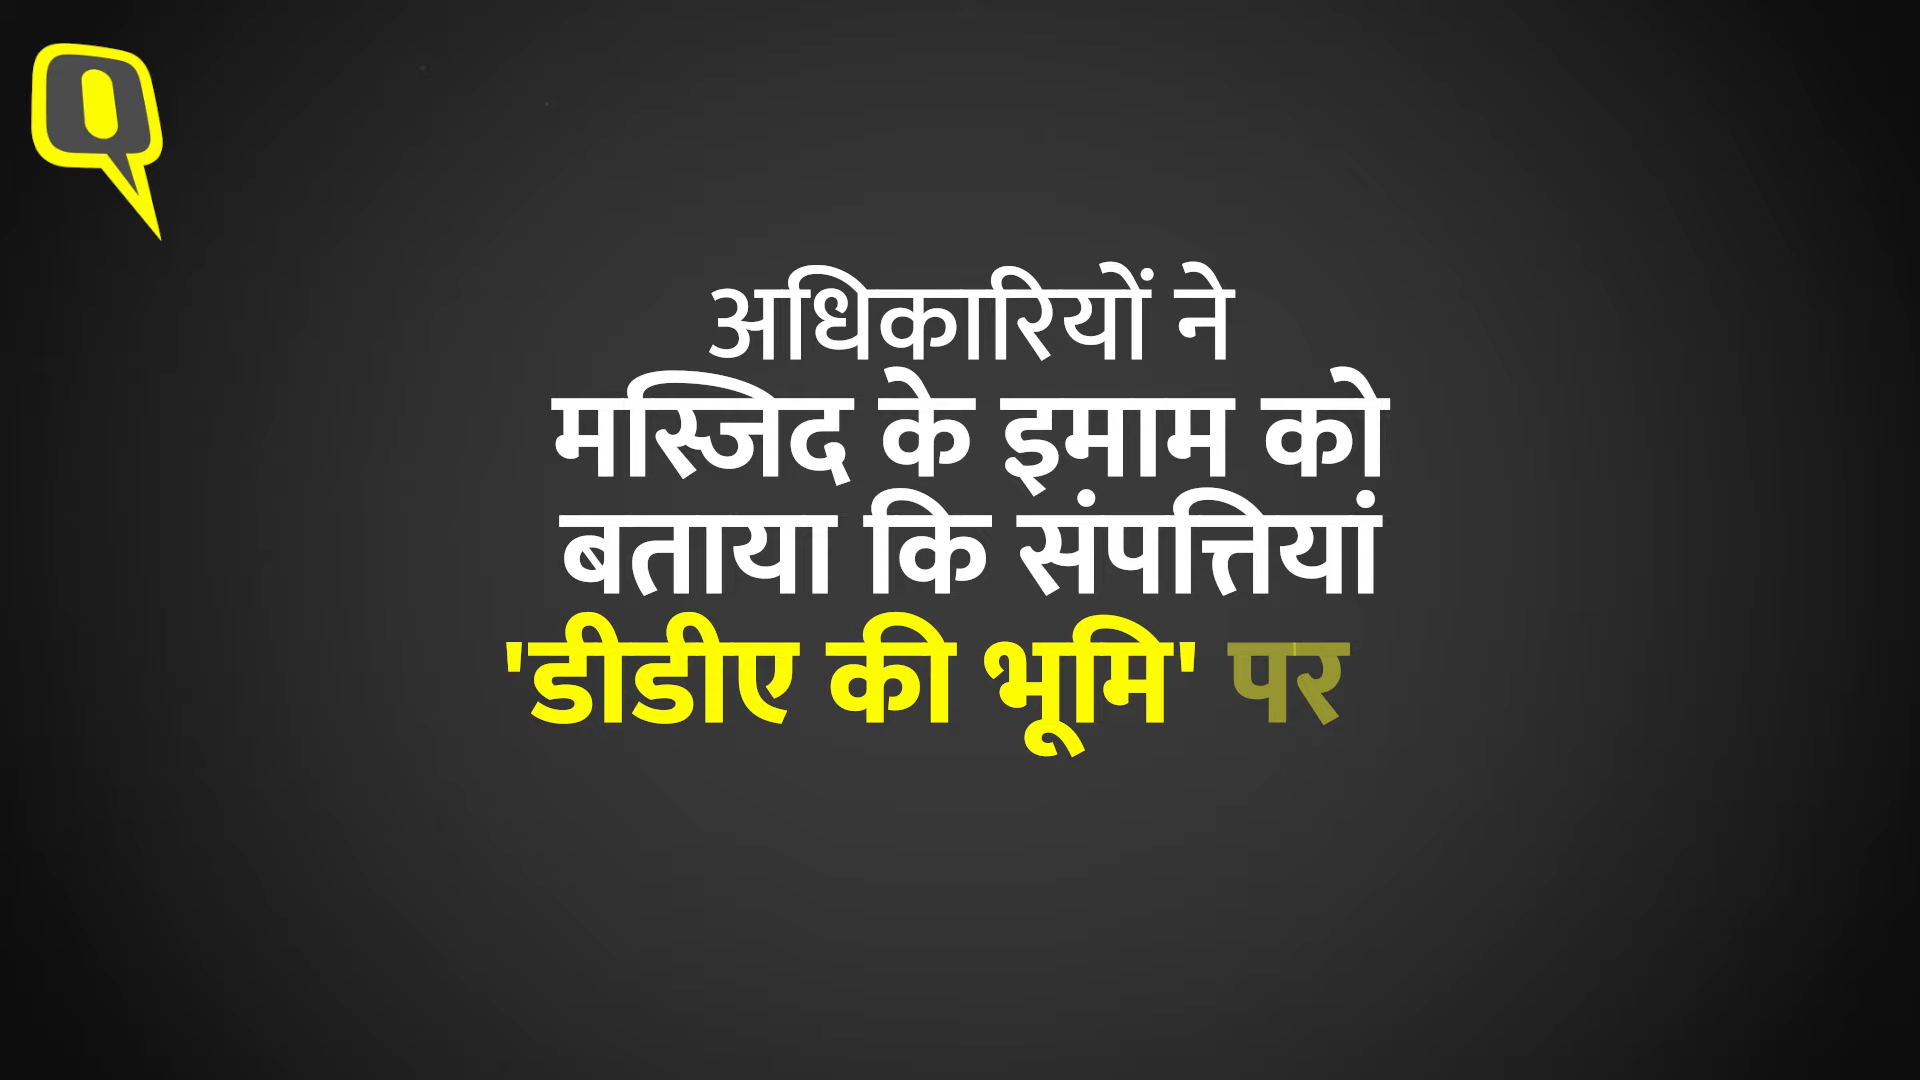 अधिकारियों ने
मस्जिद के इमाम को
बताया कि संपत्तियां
'डीडीए की भूमि' पर